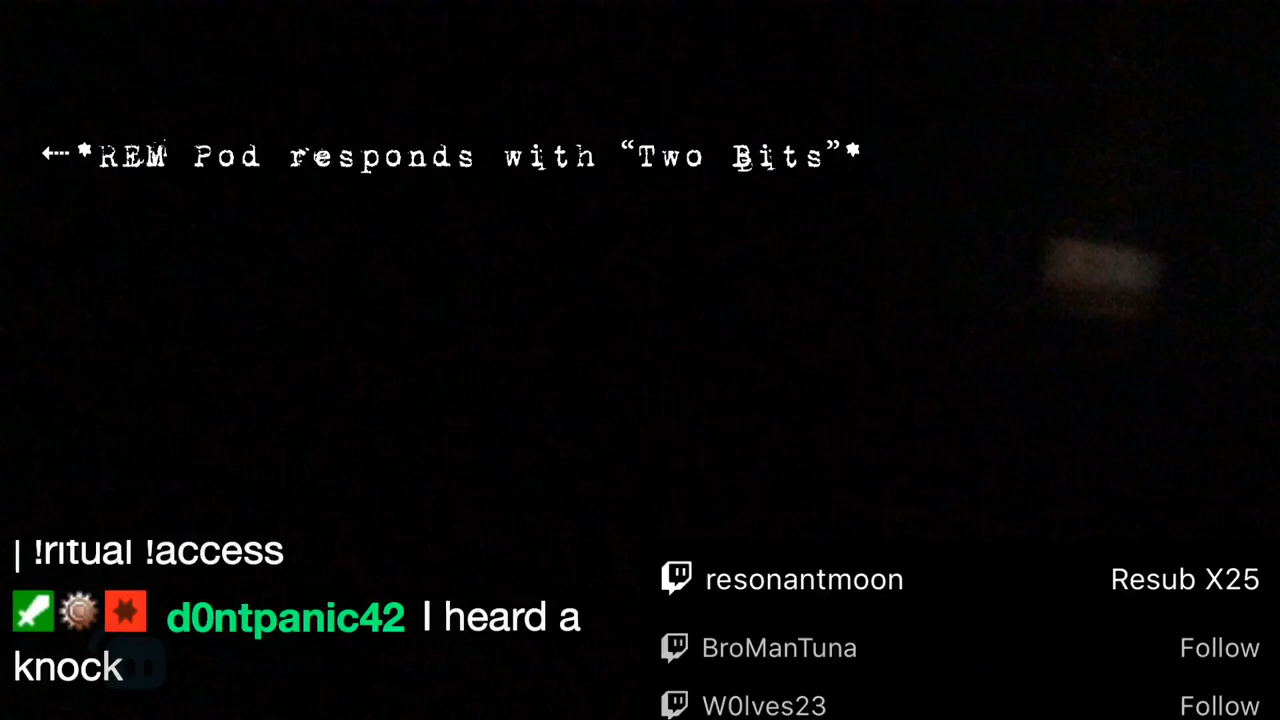 ⇠*REM Pod responds with “Two Bits”*
| !ritual !access
d0ntpanic42 I heard a
knock
resonantmoon Resub X25
BroManTuna Follow
W0lves23 Follow